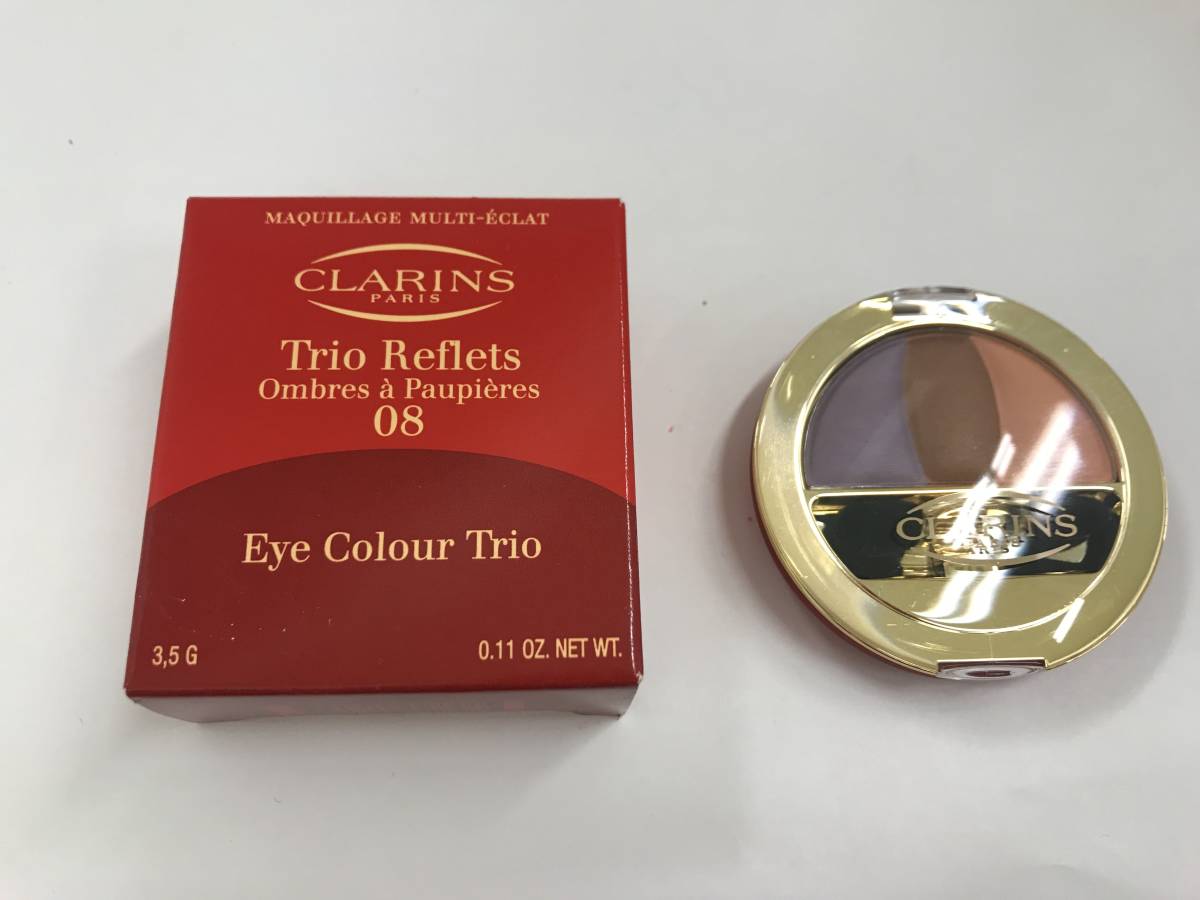 MAQUILLAGE MULTI-ÉCLAT
CLARINS
PARIS
Trio Reflets
Ombres à Paupières
08
Eye Colour Trio
3,5 G
0.11 OZ. NET WT.
CLARINS
PARIS